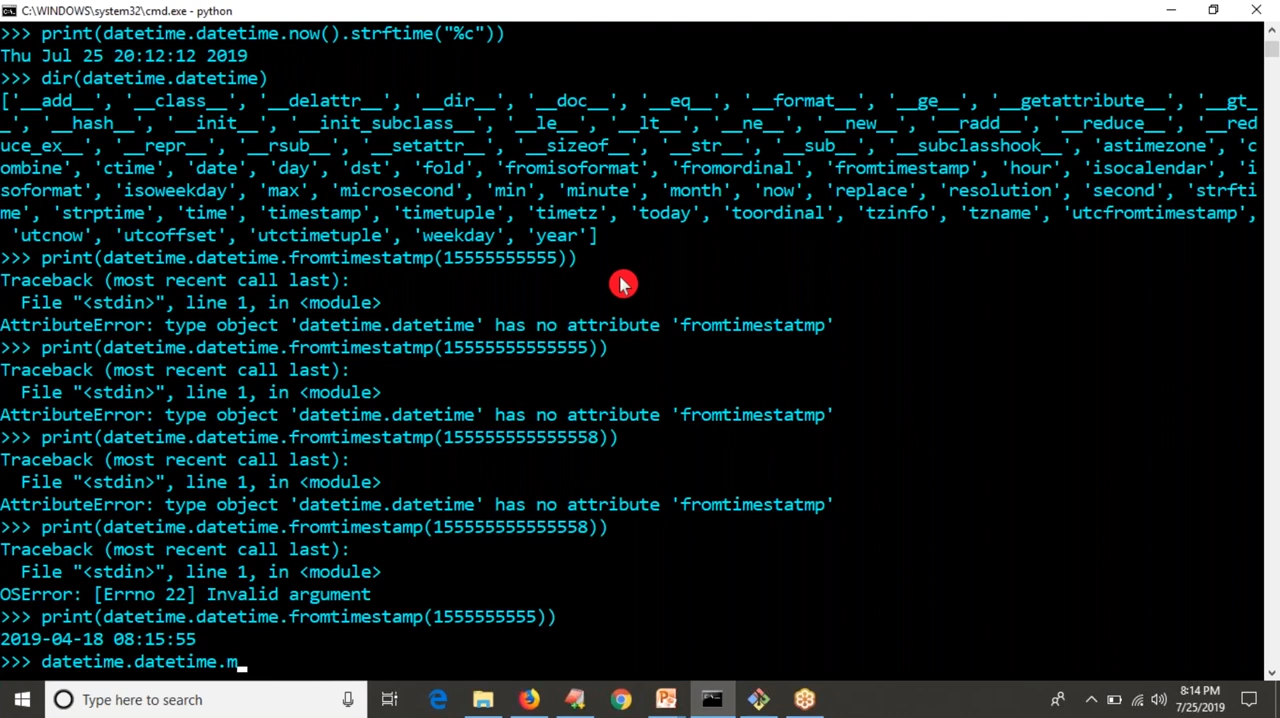 C:\WINDOWS\system32\cmd.exe - python
>>> print(datetime.datetime.now().strftime("%c"))
Thu Jul 25 20:12:12 2019
>>> dir(datetime.datetime)
['__add__', '__class__', '__delattr__', '__dir__', '__doc__', '__eq__', '__format__', '__ge__', '__getattribute__', '__gt_
_', '__hash__', '__init__', '__init_subclass__', '__le__', '__lt__', '__ne__', '__new__', '__radd__', '__reduce__', '__red
uce_ex__', '__repr__', '__rsub__', '__setattr__', '__sizeof__', '__str__', '__sub__', '__subclasshook__', 'astimezone', 'c
ombine', 'ctime', 'date', 'day', 'dst', 'fold', 'fromisoformat', 'fromordinal', 'fromtimestamp', 'hour', 'isocalendar', 'i
soformat', 'isoweekday', 'max', 'microsecond', 'min', 'minute', 'month', 'now', 'replace', 'resolution', 'second', 'strfti
me', 'strptime', 'time', 'timestamp', 'timetuple', 'timetz', 'today', 'toordinal', 'tzinfo', 'tzname', 'utcfromtimestamp',
'utcnow', 'utcoffset', 'utctimetuple', 'weekday', 'year']
>>> print(datetime.datetime.fromtimestatmp(15555555555))
Traceback (most recent call last):
  File "<stdin>", line 1, in <module>
AttributeError: type object 'datetime.datetime' has no attribute 'fromtimestatmp'
>>> print(datetime.datetime.fromtimestatmp(15555555555555))
Traceback (most recent call last):
  File "<stdin>", line 1, in <module>
AttributeError: type object 'datetime.datetime' has no attribute 'fromtimestatmp'
>>> print(datetime.datetime.fromtimestatmp(155555555555558))
Traceback (most recent call last):
  File "<stdin>", line 1, in <module>
AttributeError: type object 'datetime.datetime' has no attribute 'fromtimestatmp'
>>> print(datetime.datetime.fromtimestamp(155555555555558))
Traceback (most recent call last):
  File "<stdin>", line 1, in <module>
OSError: [Errno 22] Invalid argument
>>> print(datetime.datetime.fromtimestamp(1555555555))
2019-04-18 08:15:55
>>> datetime.datetime.m_
Type here to search
8:14 PM
7/25/2019